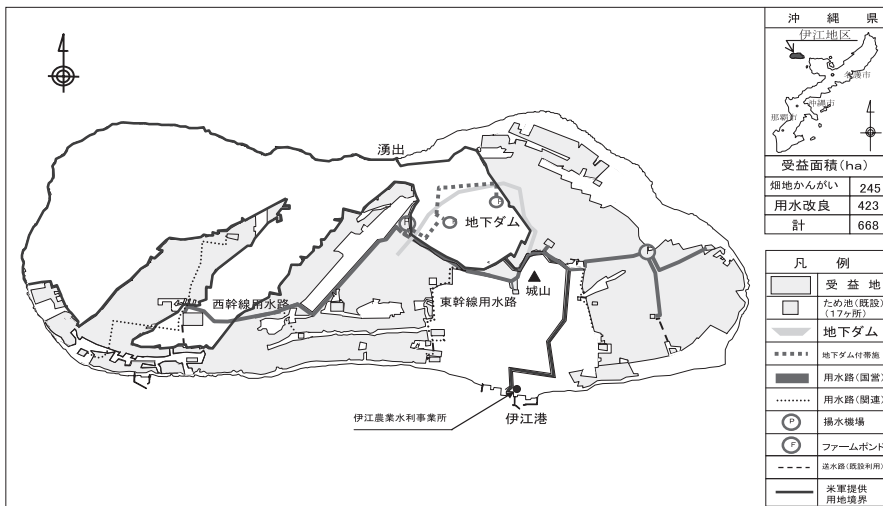 沖縄県
伊江地区
名護市
沖縄市
那覇市
受益面積(ha)
畑地かんがい 245
用水改良 423
計 668
凡例
受益地
ため池(既設)
(17ヶ所)
地下ダム
地下ダム付帯施
用水路(国営)
用水路(関連)
P 揚水機場
F ファームポンド
送水路(既設利用)
米軍提供
用地境界
湧出
F
P
F
地下ダム
F
西幹線用水路
東幹線用水路
城山
伊江農業水利事業所
伊江港